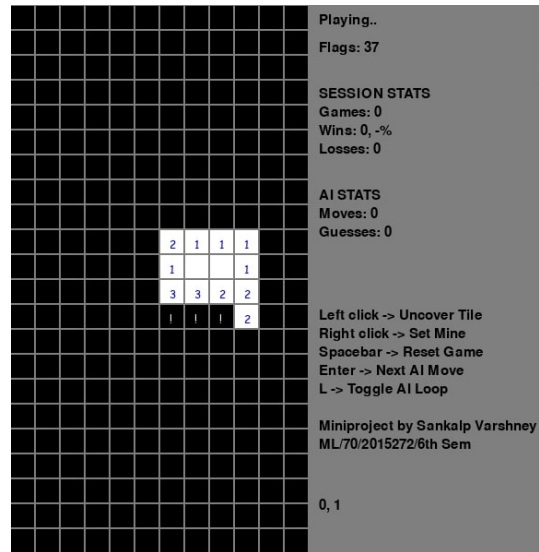 Playing..
Flags: 37
SESSION STATS
Games: 0
Wins: 0, -%
Losses: 0
AI STATS
Moves: 0
Guesses: 0
2 1 1 1
1 1
3 3 2 2
! ! ! 2
Left click -> Uncover Tile
Right click -> Set Mine
Spacebar -> Reset Game
Enter -> Next AI Move
L -> Toggle AI Loop
Miniproject by Sankalp Varshney
ML/70/2015272/6th Sem
0, 1